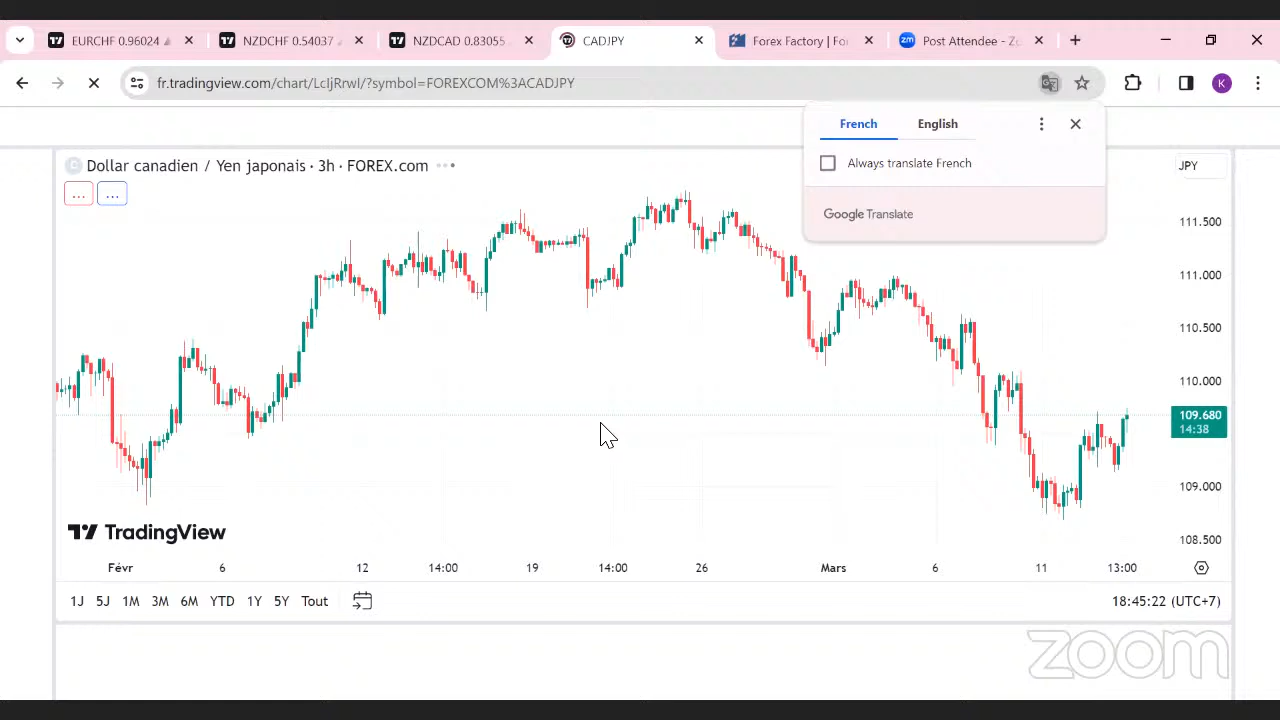 EURCHF 0.96024
NZDCHF 0.54037
NZDCAD 0.83055
CADJPY
Forex Factory | Fo
Post Attendee - Z
fr.tradingview.com/chart/LcIjRrwI/?symbol=FOREXCOM%3ACADJPY
K
French English
Always translate French
Google Translate
C Dollar canadien / Yen japonais · 3h · FOREX.com
JPY
... ...
111.500
111.000
110.500
110.000
109.680
14:38
109.000
108.500
TradingView
Févr 6 12 14:00 19 14:00 26 Mars 6 11 13:00
1J 5J 1M 3M 6M YTD 1Y 5Y Tout
18:45:22 (UTC+7)
zoom